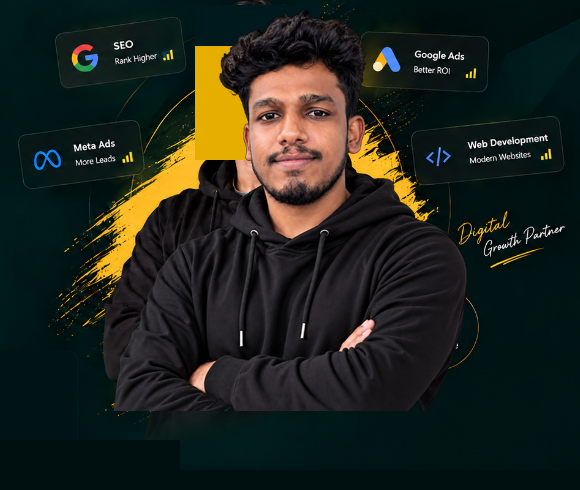 SEO
Rank Higher
Google Ads
Better ROI
Meta Ads
More Leads
Web Development
Modern Websites
Digital
Growth Partner